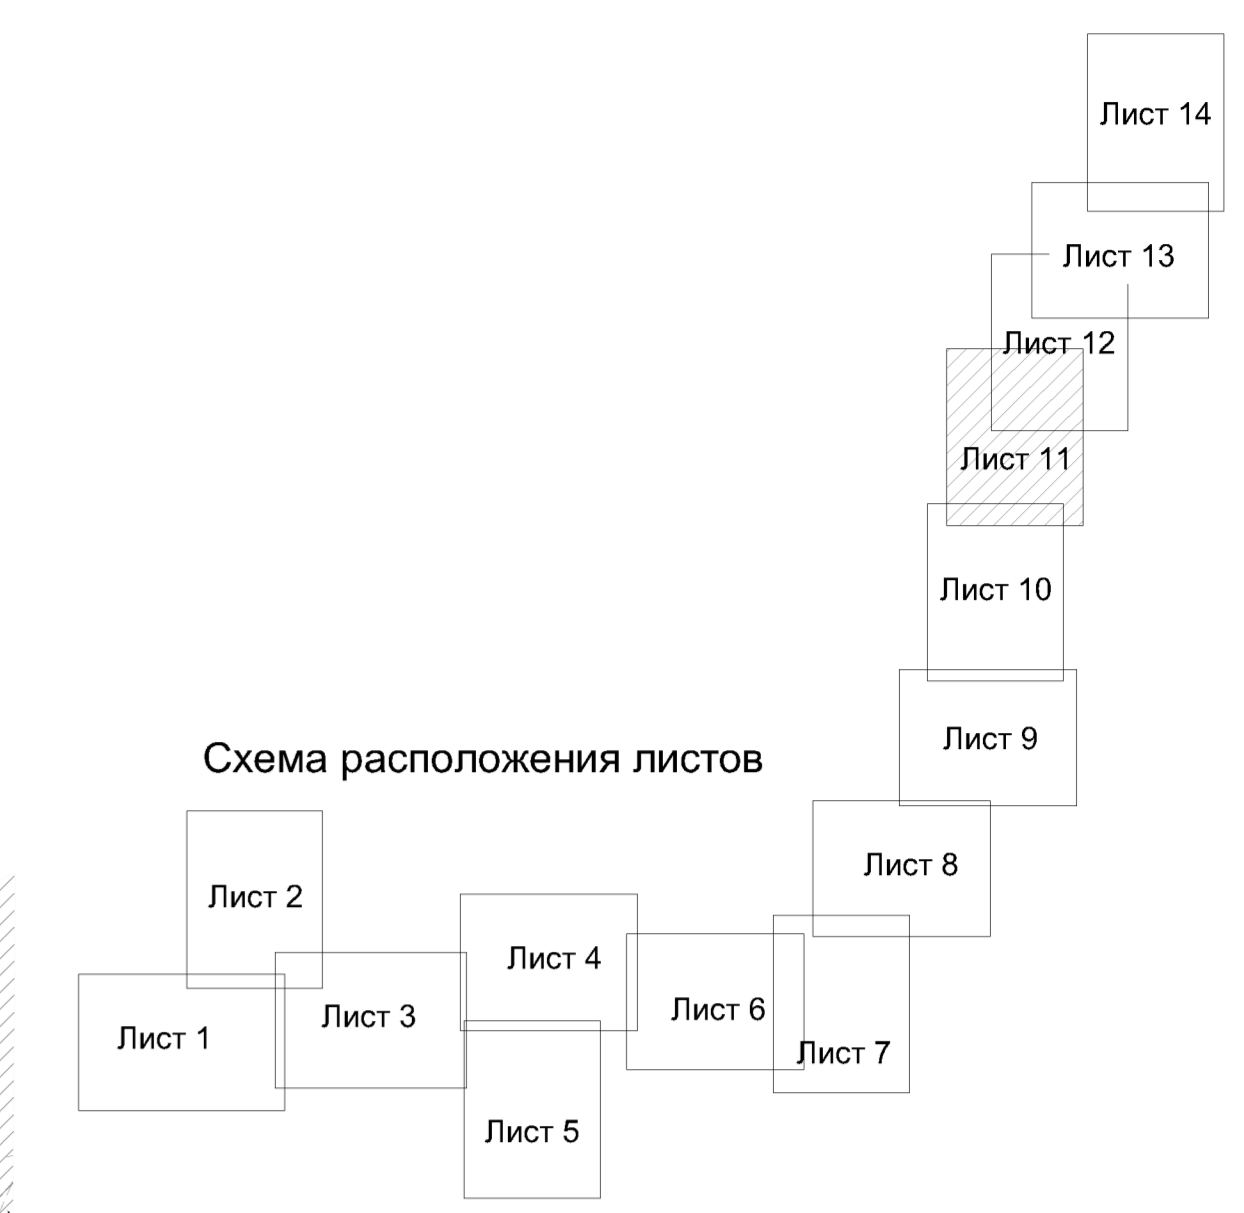 Лист 14
Лист 13
Лист 12
Лист 11
Лист 10
Лист 9
Схема расположения листов
Лист 8
Лист 2
Лист 4
Лист 6
Лист 3
Лист 1
Лист 7
Лист 5